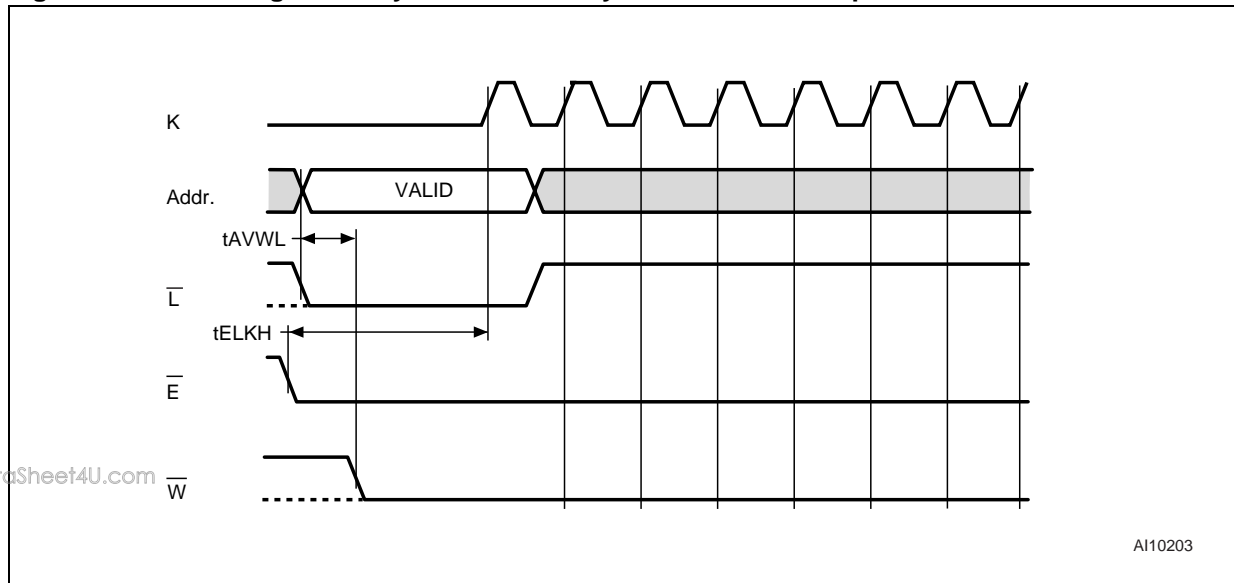 K
Addr.
VALID
tAVWL
L
tELKH
E
aSheet4U.com
W
AI10203